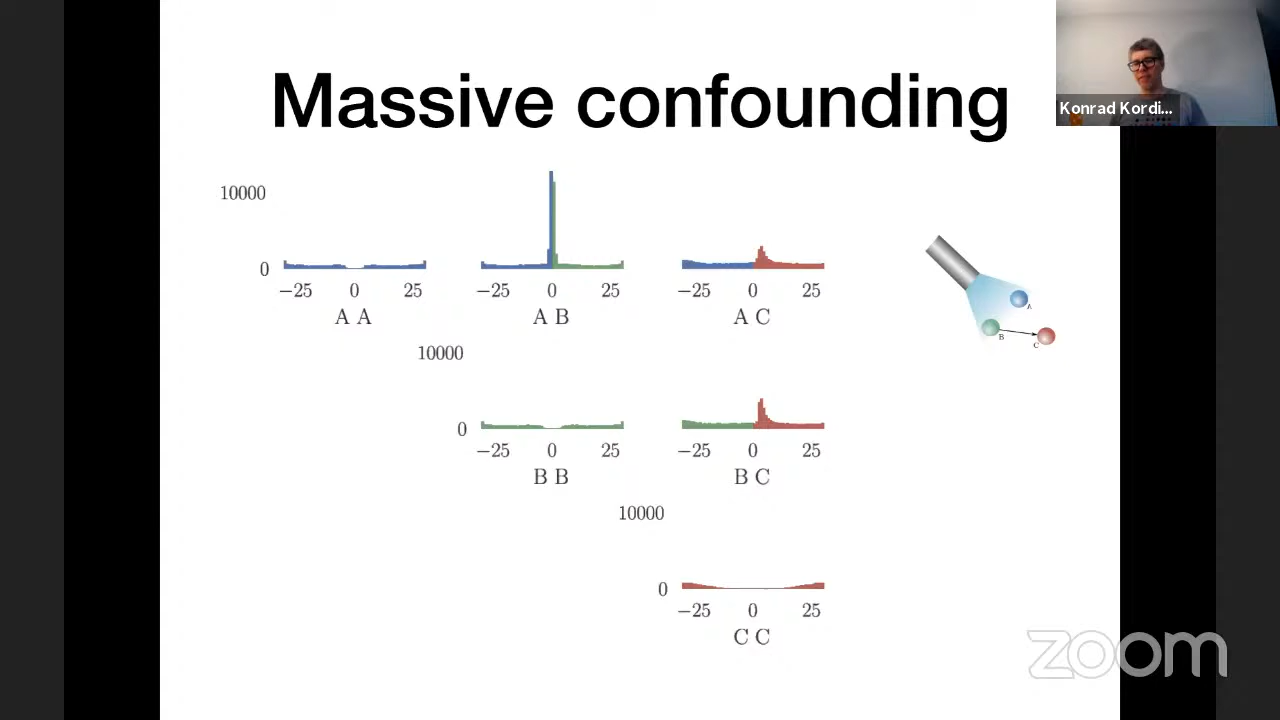 Massive confounding
Konrad Kordi...
10000
0
−25 0 25
A A
−25 0 25
A B
−25 0 25
A C
A
B
C
10000
0
−25 0 25
B B
−25 0 25
B C
10000
0
−25 0 25
C C
zoom